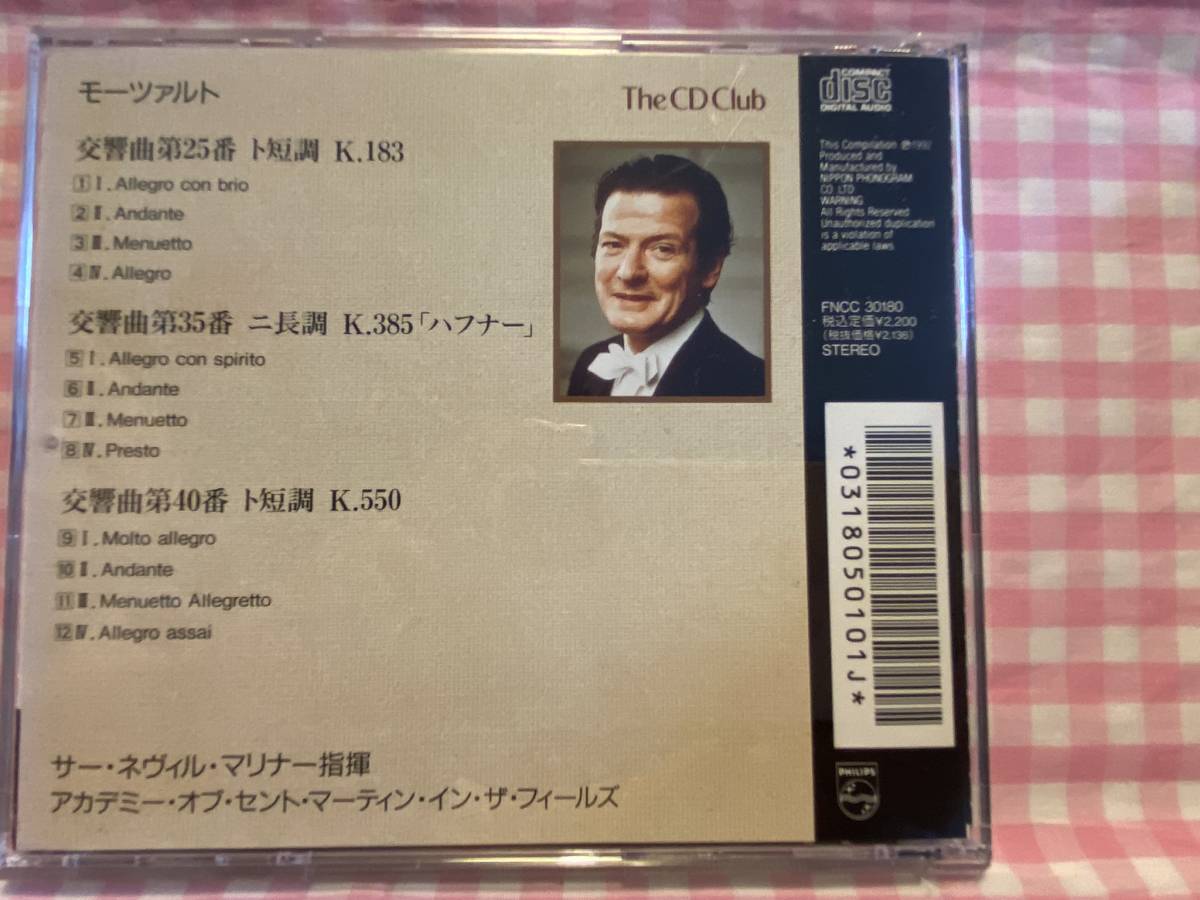 モーツァルト
The CD Club
交響曲第25番 ト短調 K.183
1 Ⅰ. Allegro con brio
2 Ⅱ. Andante
3 Ⅲ. Menuetto
4 Ⅳ. Allegro
交響曲第35番 ニ長調 K.385「ハフナー」
5 Ⅰ. Allegro con spirito
6 Ⅱ. Andante
7 Ⅲ. Menuetto
8 Ⅳ. Presto
交響曲第40番 ト短調 K.550
9 Ⅰ. Molto allegro
10 Ⅱ. Andante
11 Ⅲ. Menuetto Allegretto
12 Ⅳ. Allegro assai
サー・ネヴィル・マリナー指揮
アカデミー・オブ・セント・マーティン・イン・ザ・フィールズ
COMPACT
disc
DIGITAL AUDIO
This Compilation ℗
Produced and
Manufactured by
NIPPON PHONOGRAM
CO LTD
WARNING
All Rights Reserved
Unauthorized duplication
is a violation of
applicable laws
FNCC 30180
税込定価¥2,200
(税抜価格¥2,136)
STEREO
*0318050101J*
PHILIPS